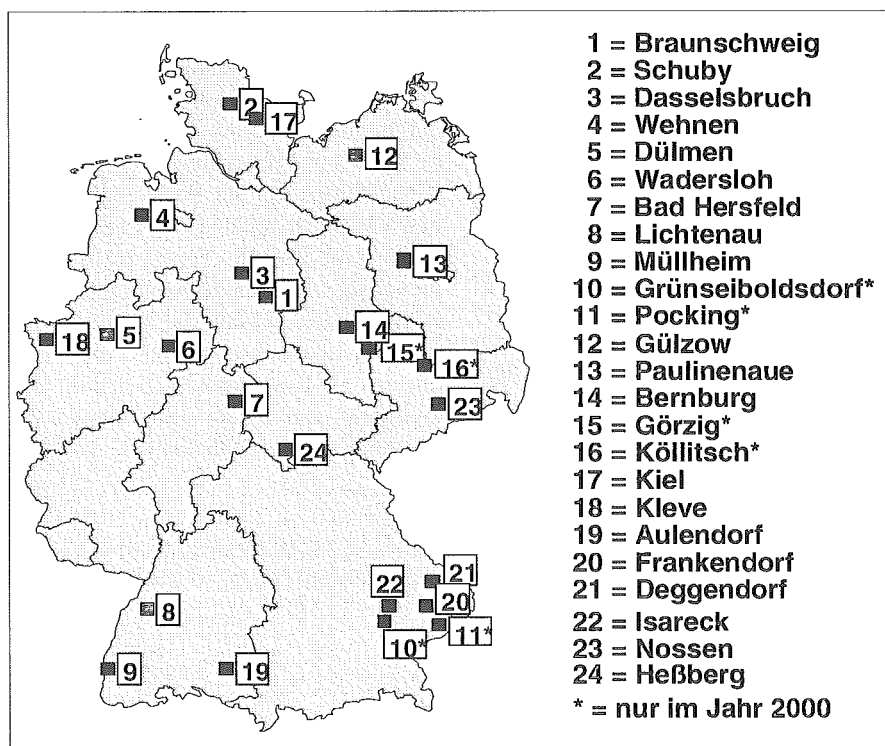 1 = Braunschweig
2 = Schuby
3 = Dasselsbruch
4 = Wehnen
5 = Dülmen
6 = Wadersloh
7 = Bad Hersfeld
8 = Lichtenau
9 = Müllheim
10 = Grünseiboldsdorf*
11 = Pocking*
12 = Gülzow
13 = Paulinenaue
14 = Bernburg
15 = Görzig*
16 = Köllitsch*
17 = Kiel
18 = Kleve
19 = Aulendorf
20 = Frankendorf
21 = Deggendorf
22 = Isareck
23 = Nossen
24 = Heßberg
* = nur im Jahr 2000
2
17
12
4
3
13
1
14
18
5
6
15*
16*
7
23
24
21
22
20
8
10*
11*
9
19